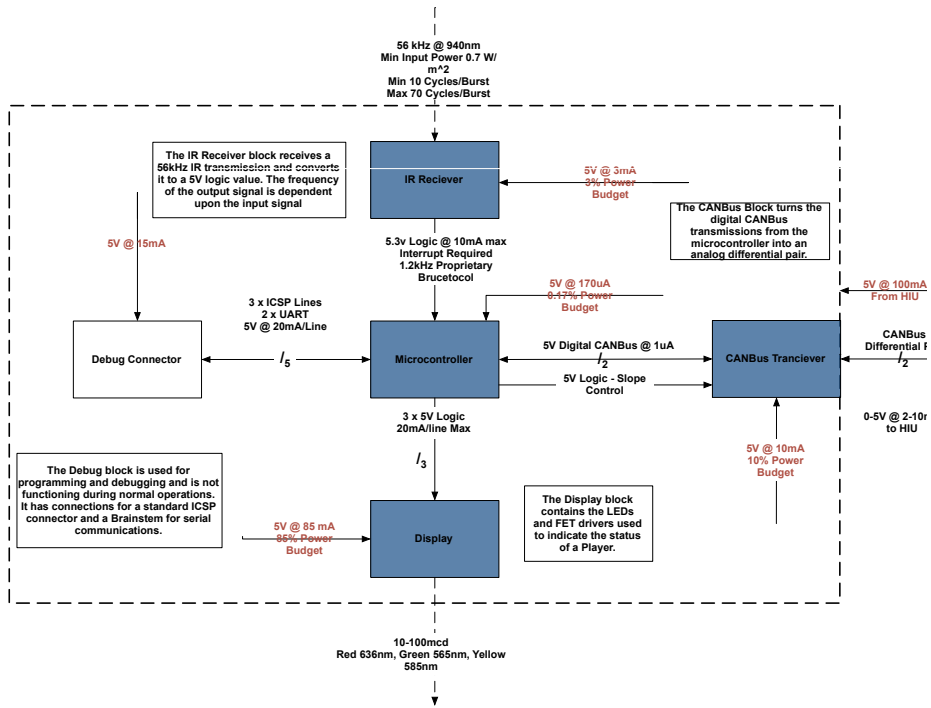 56 kHz @ 940nm
Min Input Power 0.7 W/
m^2
Min 10 Cycles/Burst
Max 70 Cycles/Burst
The IR Receiver block receives a
56kHz IR transmission and converts
it to a 5V logic value. The frequency
of the output signal is dependent
upon the input signal
IR Reciever
5V @ 3mA
3% Power
Budget
The CANBus Block turns the
digital CANBus
transmissions from the
microcontroller into an
analog differential pair.
5V @ 15mA
5.3v Logic @ 10mA max
Interrupt Required
1.2kHz Proprietary
Brucetocol
5V @ 170uA
0.17% Power
Budget
5V @ 100mA
From HIU
3 x ICSP Lines
2 x UART
5V @ 20mA/Line
Debug Connector
/5
Microcontroller
5V Digital CANBus @ 1uA
/2
5V Logic - Slope
Control
CANBus Tranciever
CANBus
Differential P
/2
0-5V @ 2-10m
to HIU
3 x 5V Logic
20mA/line Max
/3
5V @ 10mA
10% Power
Budget
The Debug block is used for
programming and debugging and is not
functioning during normal operations.
It has connections for a standard ICSP
connector and a Brainstem for serial
communications.
5V @ 85 mA
85% Power
Budget
Display
The Display block
contains the LEDs
and FET drivers used
to indicate the status
of a Player.
10-100mcd
Red 636nm, Green 565nm, Yellow
585nm